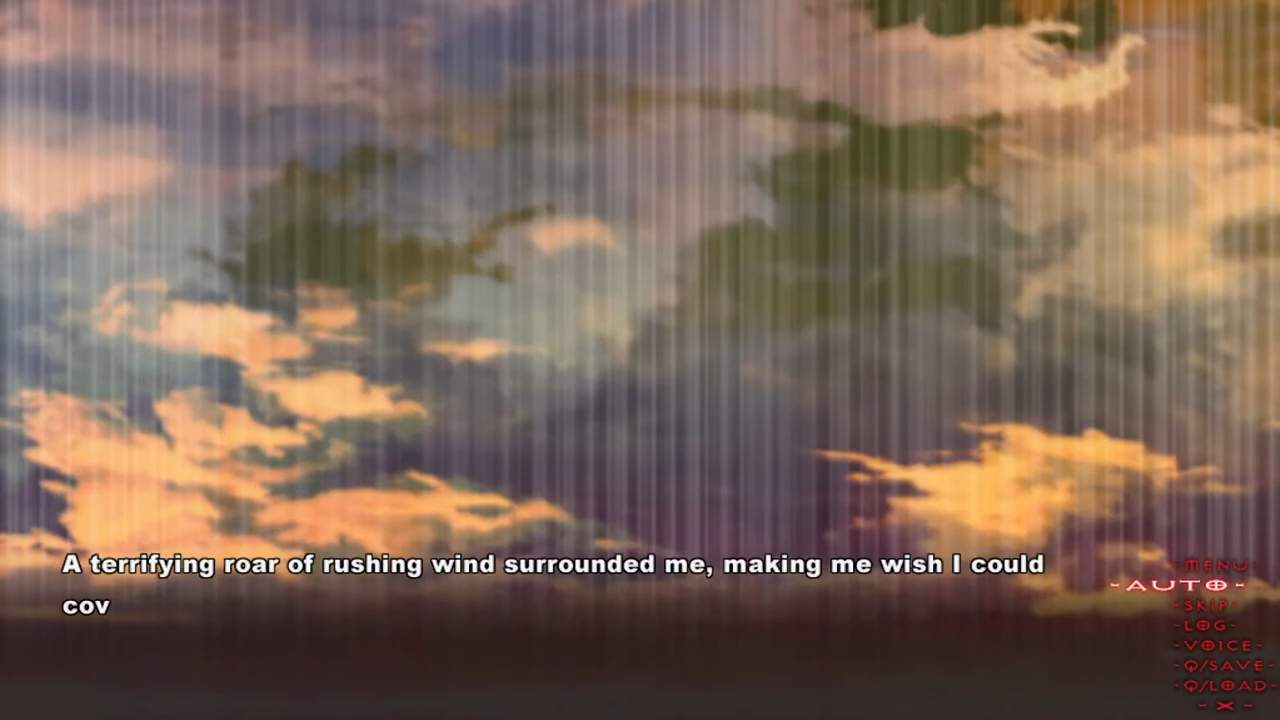 A terrifying roar of rushing wind surrounded me, making me wish I could
cov
-MENU-
-AUTO-
-SKIP-
-LOG-
-VOICE-
-Q/SAVE-
-Q/LOAD-
-X-